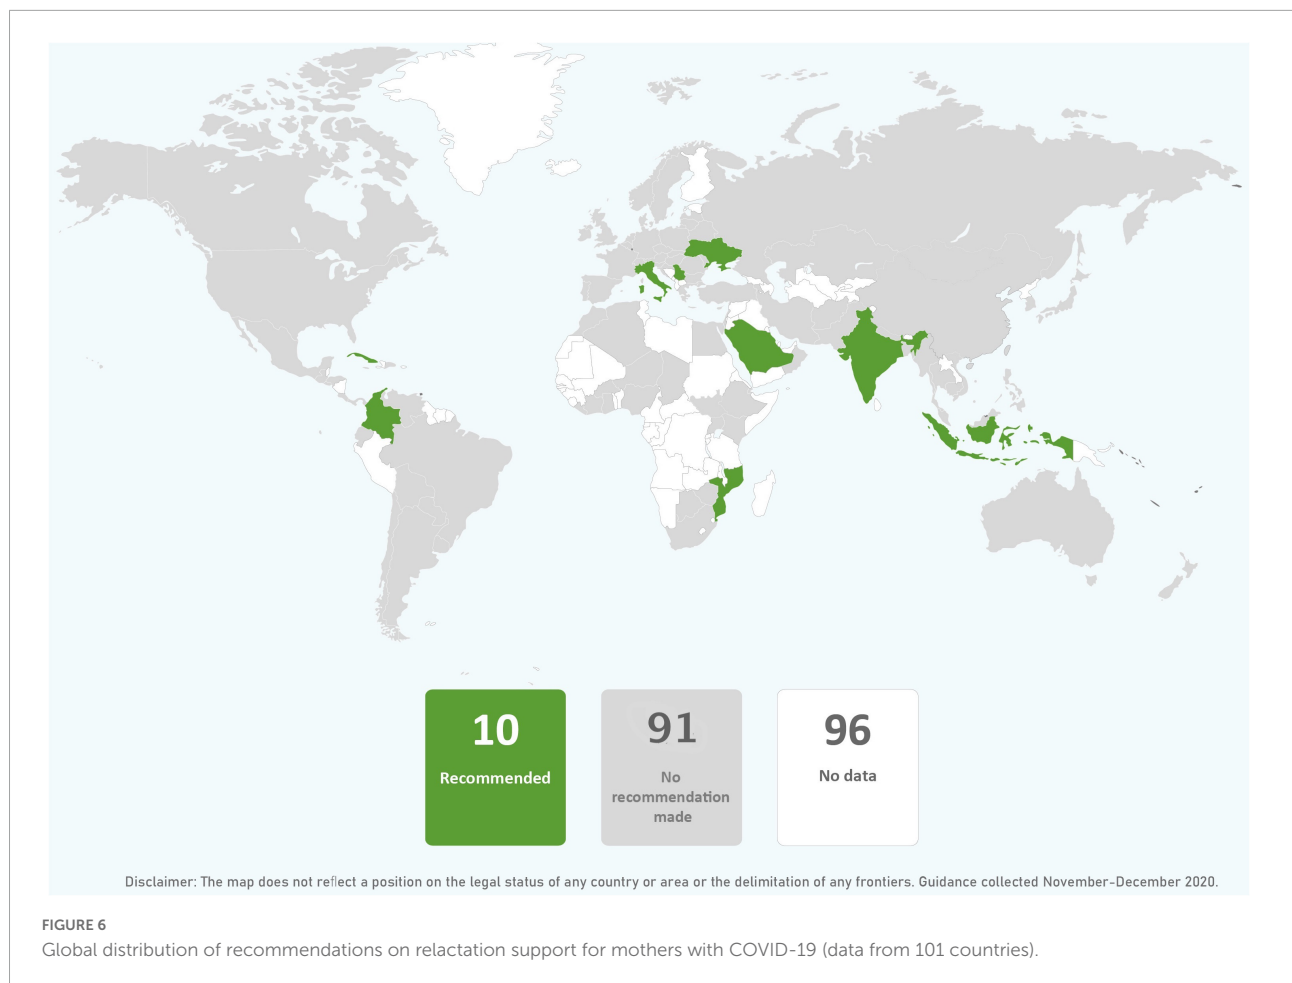 10
Recommended
91
No
recommendation
made
96
No data
Disclaimer: The map does not reflect a position on the legal status of any country or area or the delimitation of any frontiers. Guidance collected November-December 2020.
FIGURE 6
Global distribution of recommendations on relactation support for mothers with COVID-19 (data from 101 countries).